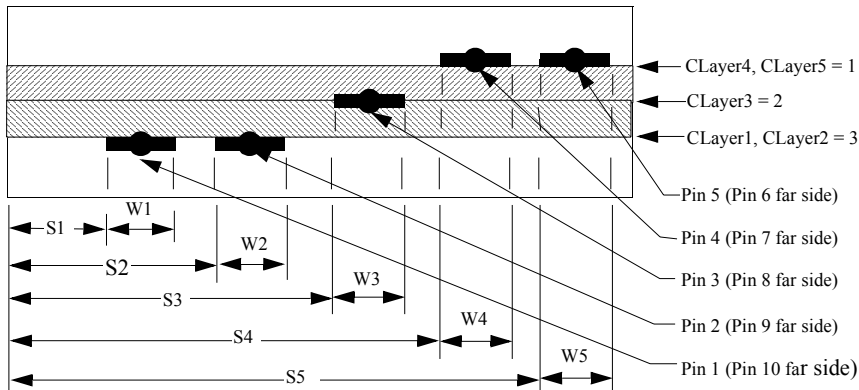 CLayer4, CLayer5 = 1
CLayer3 = 2
CLayer1, CLayer2 = 3
Pin 5 (Pin 6 far side)
S1
W1
Pin 4 (Pin 7 far side)
S2
W2
Pin 3 (Pin 8 far side)
S3
W3
Pin 2 (Pin 9 far side)
S4
W4
Pin 1 (Pin 10 far side)
S5
W5